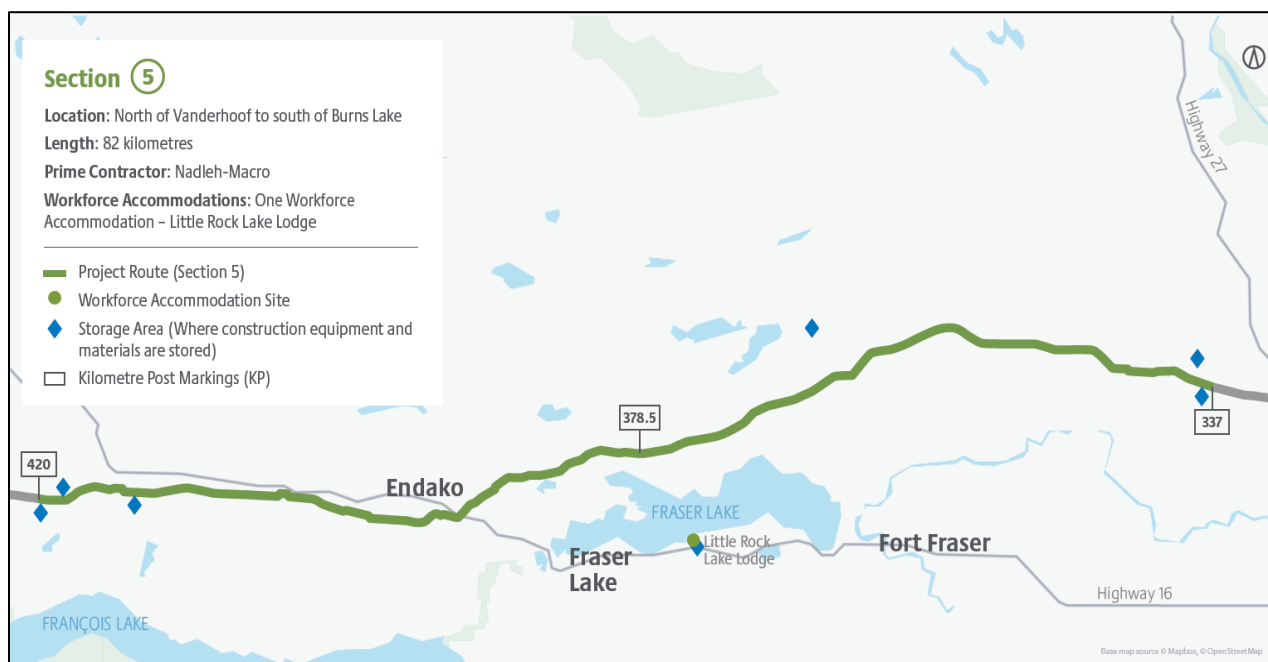 Section 5
Location: North of Vanderhoof to south of Burns Lake
Length: 82 kilometres
Prime Contractor: Nadleh-Macro
Workforce Accommodations: One Workforce
Accommodation – Little Rock Lake Lodge
Project Route (Section 5)
Workforce Accommodation Site
Storage Area (Where construction equipment and
materials are stored)
Kilometre Post Markings (KP)
Highway 27
378.5
337
420
Endako
FRASER LAKE
Little Rock
Lake Lodge
Fraser
Lake
Fort Fraser
Highway 16
FRANÇOIS LAKE
Base map source © Mapbox, © OpenStreetMap